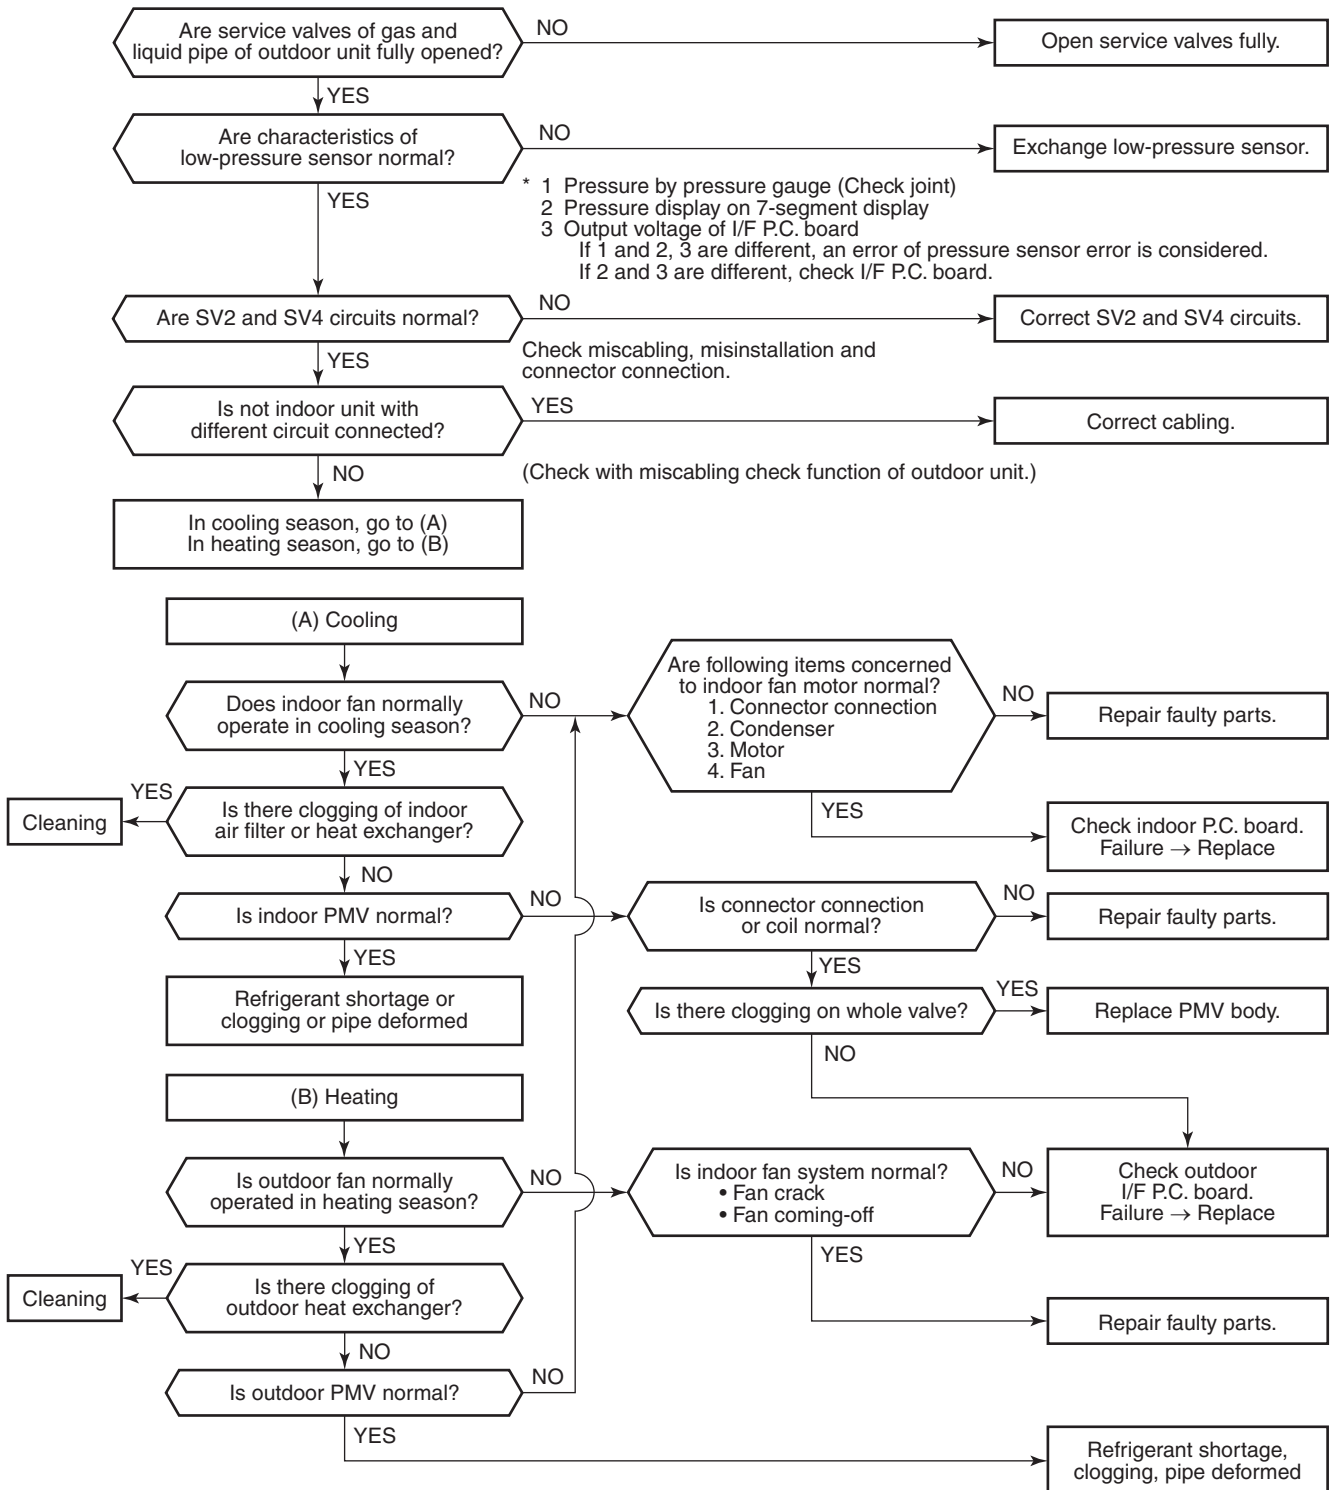 Are service valves of gas and
liquid pipe of outdoor unit fully opened?
NO
Open service valves fully.
YES
Are characteristics of
low-pressure sensor normal?
NO
Exchange low-pressure sensor.
* 1 Pressure by pressure gauge (Check joint)
2 Pressure display on 7-segment display
3 Output voltage of I/F P.C. board
If 1 and 2, 3 are different, an error of pressure sensor error is considered.
If 2 and 3 are different, check I/F P.C. board.
YES
Are SV2 and SV4 circuits normal?
NO
Correct SV2 and SV4 circuits.
Check miscabling, misinstallation and
connector connection.
YES
Is not indoor unit with
different circuit connected?
YES
Correct cabling.
(Check with miscabling check function of outdoor unit.)
NO
In cooling season, go to (A)
In heating season, go to (B)
(A) Cooling
Does indoor fan normally
operate in cooling season?
NO
Are following items concerned
to indoor fan motor normal?
1. Connector connection
2. Condenser
3. Motor
4. Fan
NO
Repair faulty parts.
YES
Check indoor P.C. board.
Failure → Replace
YES
Is there clogging of indoor
air filter or heat exchanger?
YES
Cleaning
NO
Is indoor PMV normal?
NO
Is connector connection
or coil normal?
NO
Repair faulty parts.
YES
Is there clogging on whole valve?
YES
Replace PMV body.
NO
YES
Refrigerant shortage or
clogging or pipe deformed
(B) Heating
Is outdoor fan normally
operated in heating season?
NO
Is indoor fan system normal?
• Fan crack
• Fan coming-off
NO
Check outdoor
I/F P.C. board.
Failure → Replace
YES
Repair faulty parts.
YES
Is there clogging of
outdoor heat exchanger?
YES
Cleaning
NO
Is outdoor PMV normal?
NO
YES
Refrigerant shortage,
clogging, pipe deformed